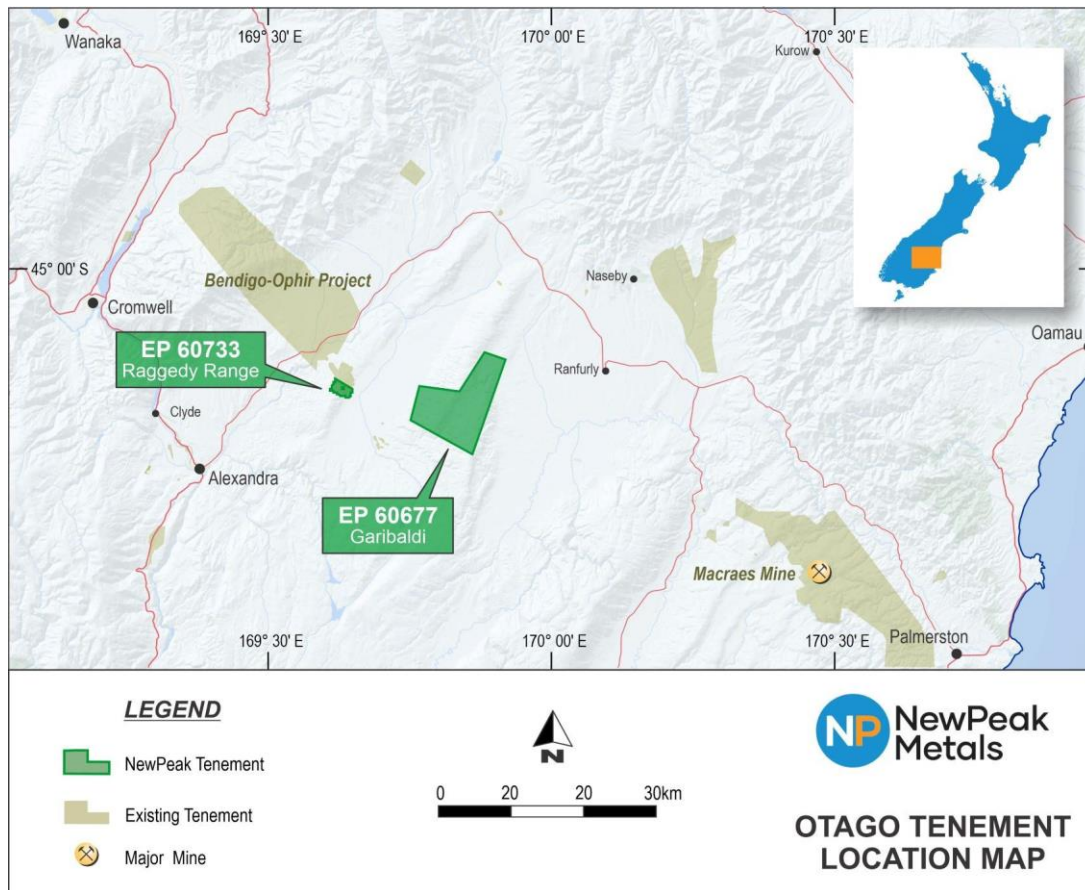 169° 30' E
170° 00' E
170° 30' E
Wanaka
Kurow
Bendigo-Ophir Project
45° 00' S
Naseby
Cromwell
Oamau
EP 60733
Raggedy Range
Ranfurly
Clyde
Alexandra
EP 60677
Garibaldi
Macraes Mine
169° 30' E
170° 00' E
170° 30' E
Palmerston
LEGEND
NewPeak Tenement
Existing Tenement
Major Mine
N
0 20 20 30km
NP NewPeak
Metals
OTAGO TENEMENT
LOCATION MAP